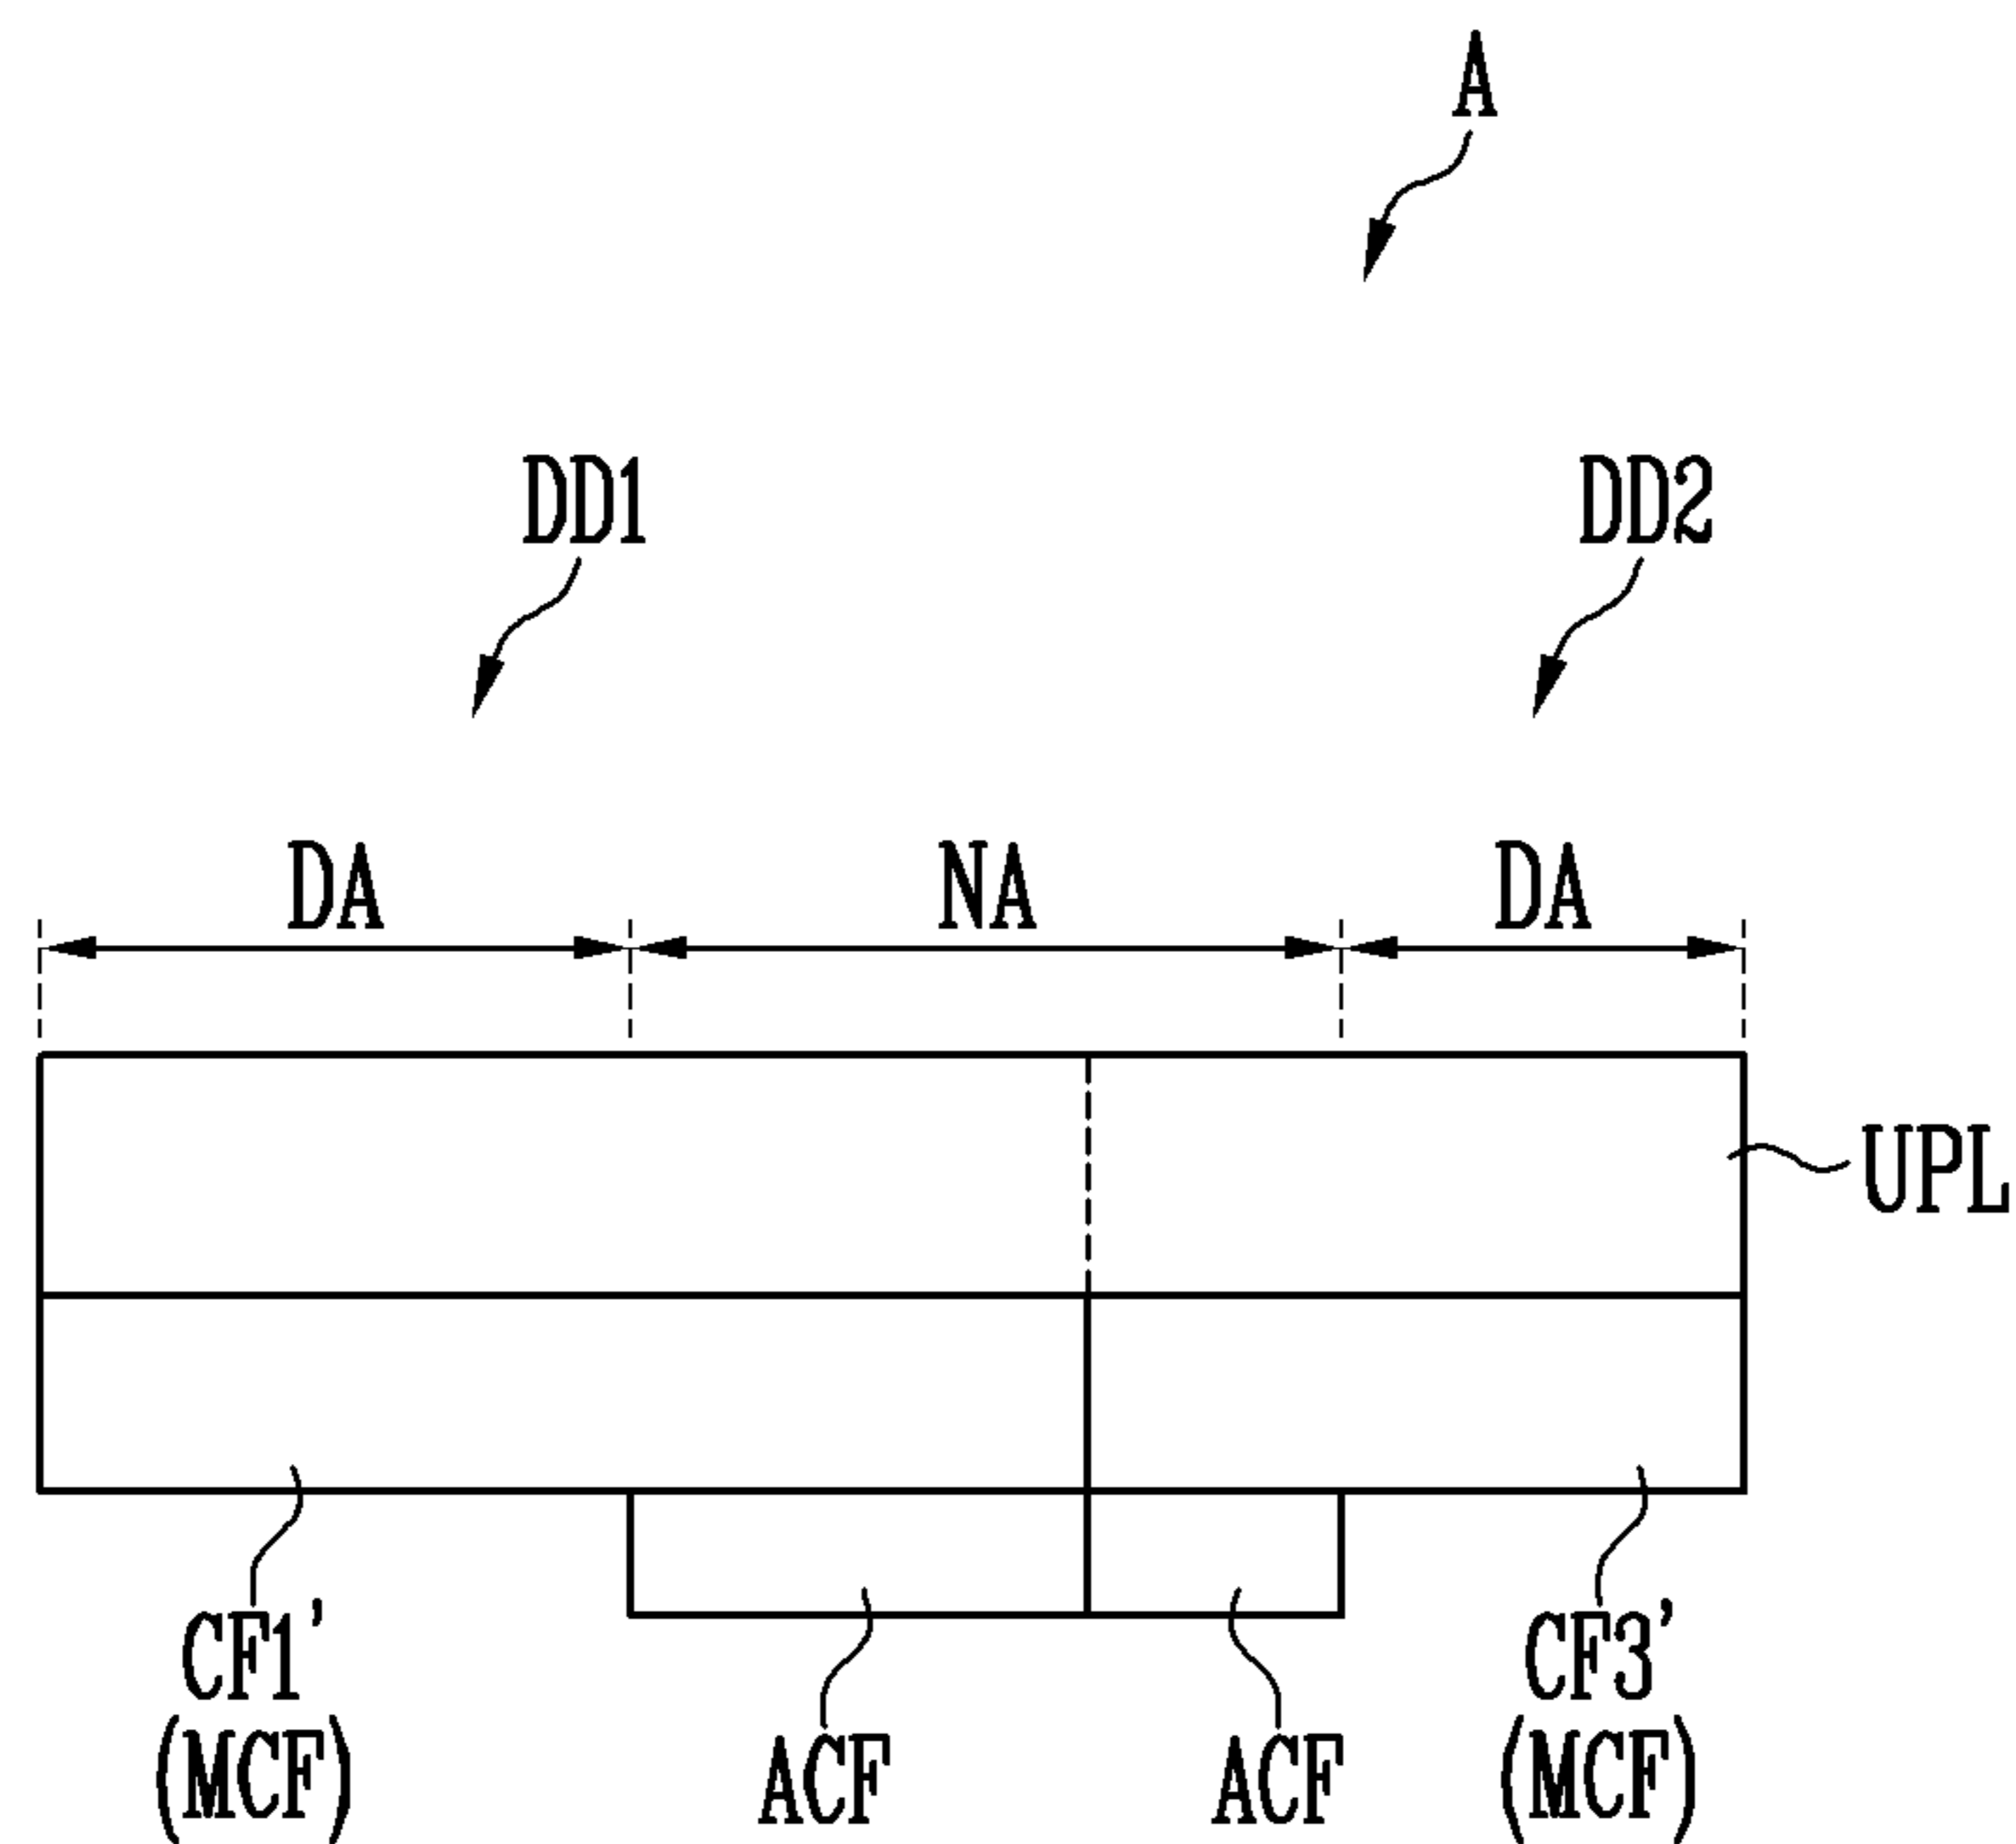 A
DD1 DD2
DA NA DA
UPL
CF1' CF3'
(MCF) ACF ACF (MCF)